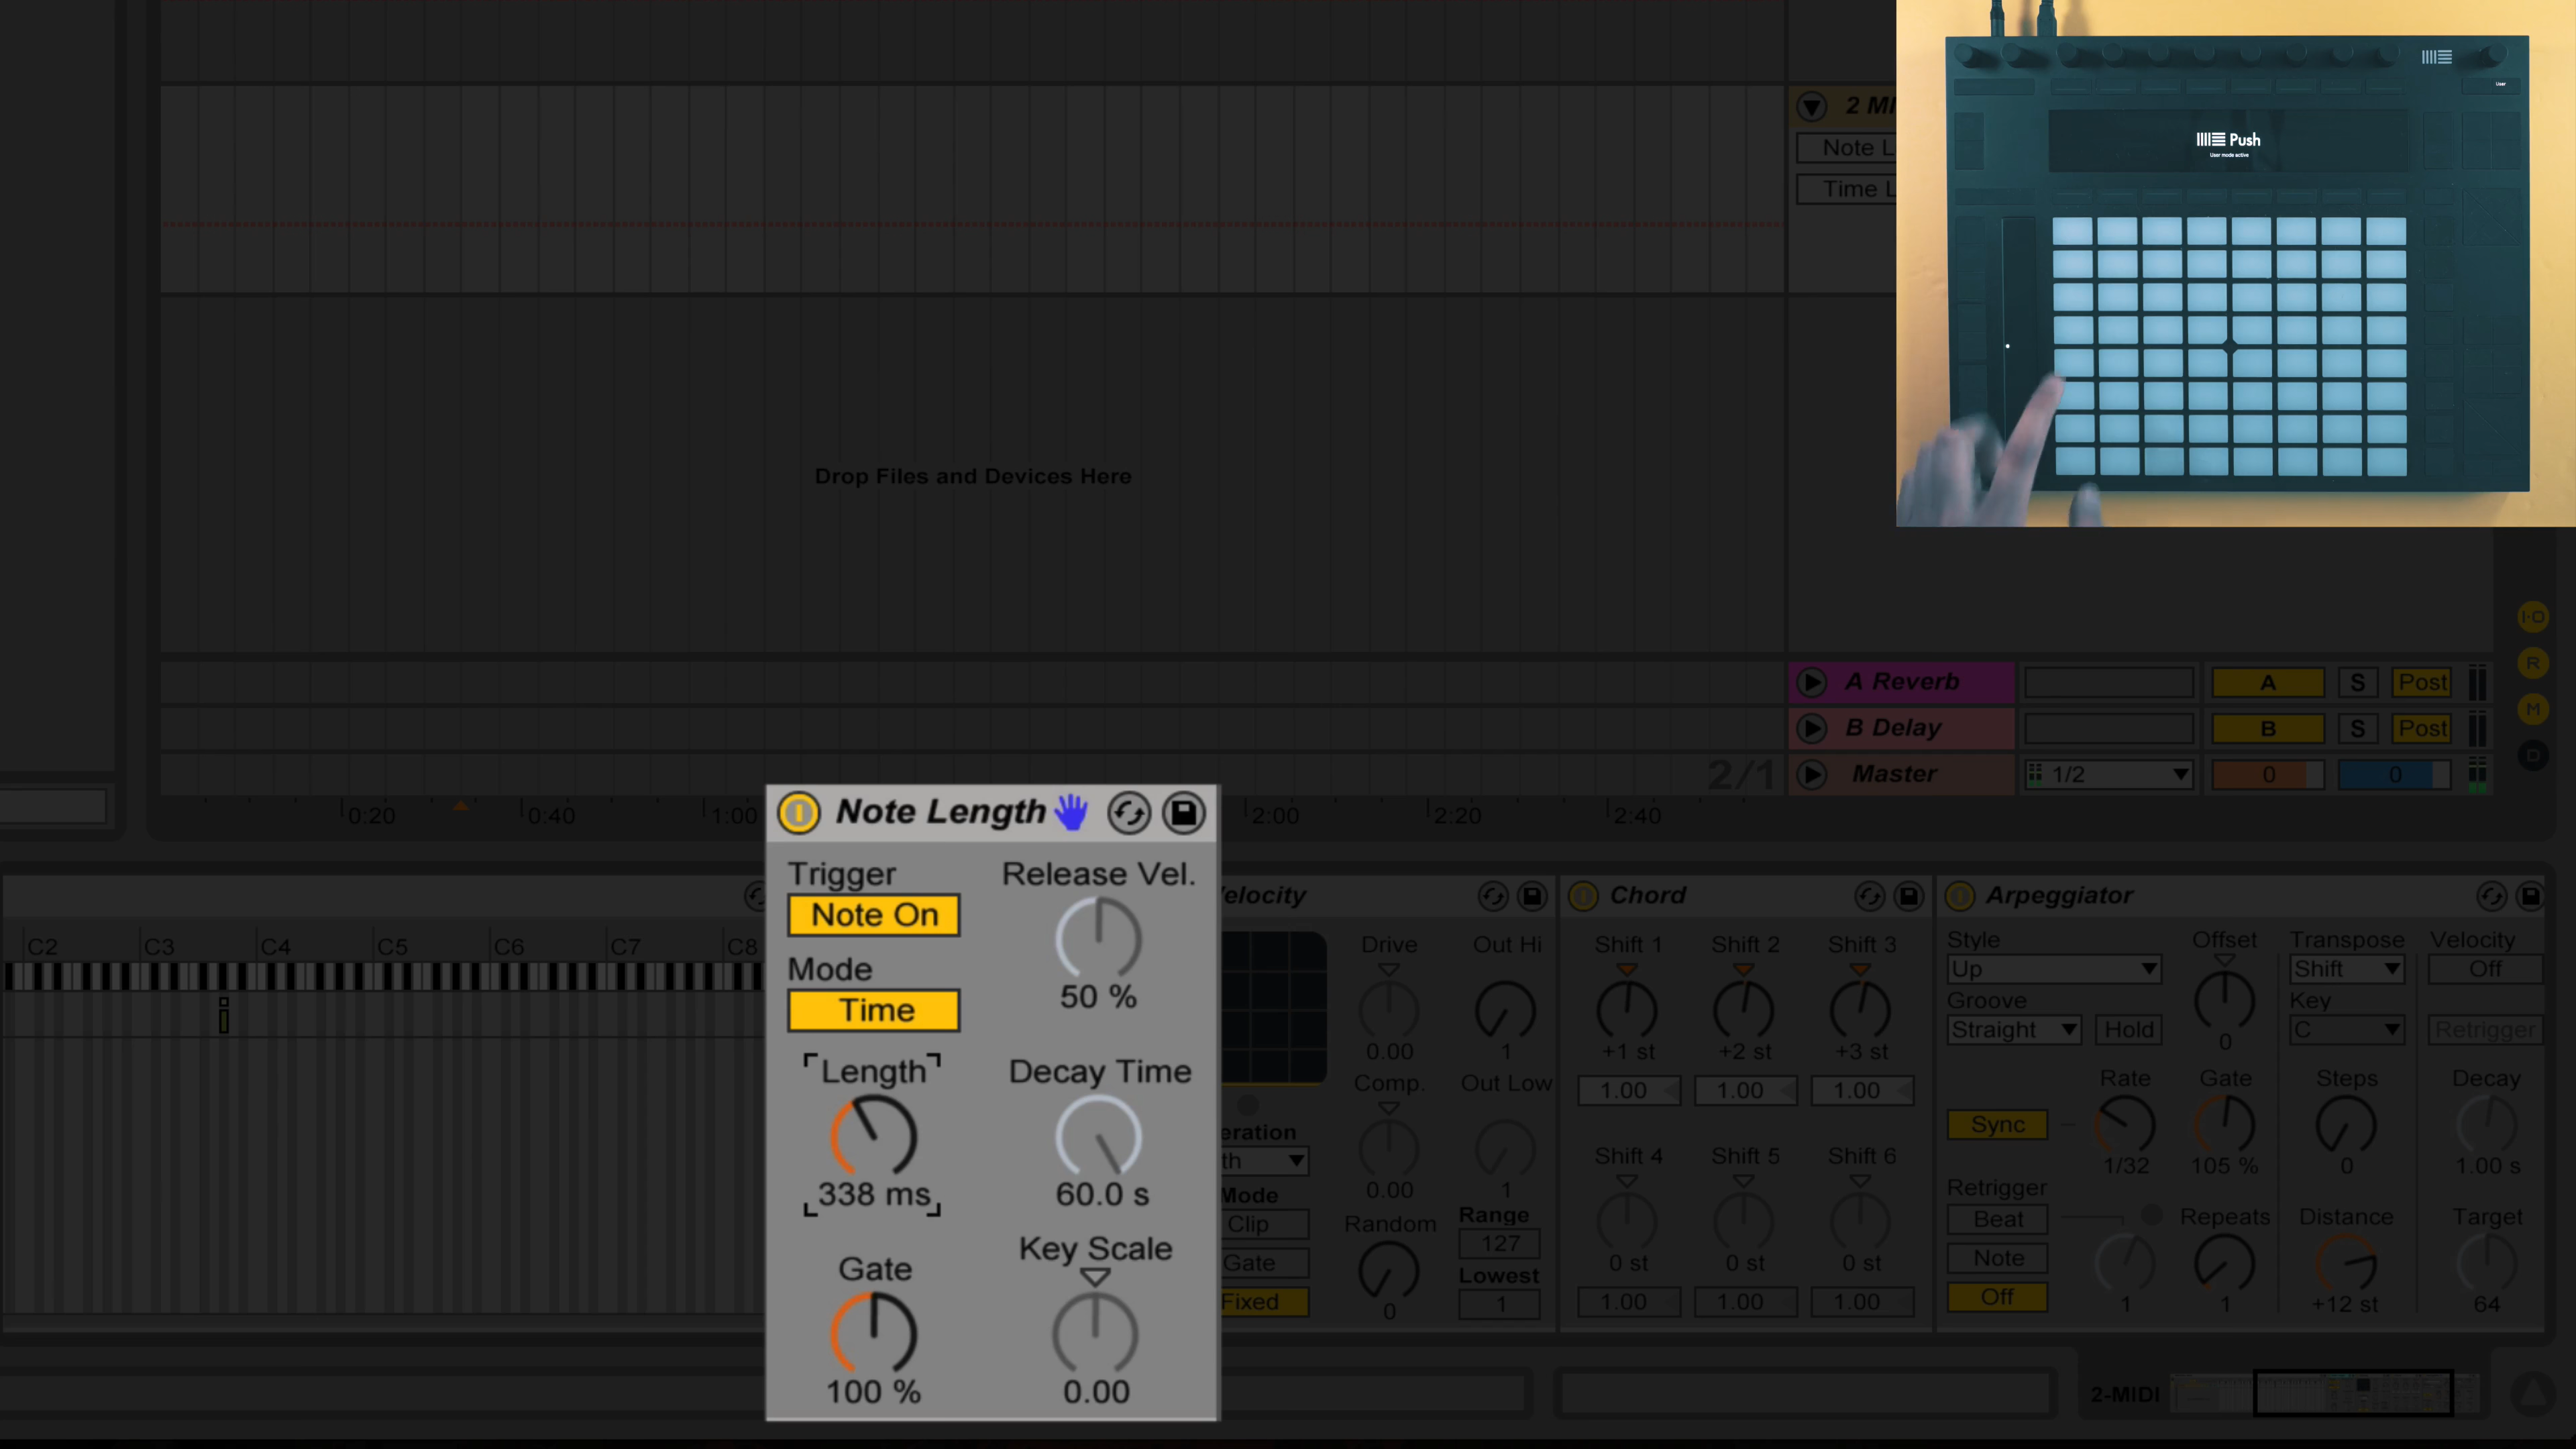 User
Push
User mode active
2 MI
Note L
Time L
Drop Files and Devices Here
I·O
R
M
D
A Reverb
A
S
Post
B Delay
B
S
Post
2/1
Master
1/2
0
0
0:20
0:40
1:00
2:00
2:20
2:40
Note Length
Trigger
Note On
Mode
Time
Length
338 ms
Gate
100 %
Release Vel.
50 %
Decay Time
60.0 s
Key Scale
0.00
C2
C3
C4
C5
C6
C7
C8
elocity
eration
th
Mode
Clip
Gate
Fixed
Drive
0.00
Comp.
0.00
Random
0
Out Hi
1
Out Low
1
Range
127
Lowest
1
Chord
Shift 1
Shift 2
Shift 3
+1 st
+2 st
+3 st
1.00
1.00
1.00
Shift 4
Shift 5
Shift 6
0 st
0 st
0 st
1.00
1.00
1.00
Arpeggiator
Style
Up
Groove
Straight
Hold
Offset
0
Sync
Rate
1/32
Gate
105 %
Retrigger
Beat
Note
Off
1
Repeats
1
Transpose
Shift
Key
C
Steps
0
Distance
+12 st
Velocity
Off
Retrigger
Decay
1.00 s
Target
64
2-MIDI